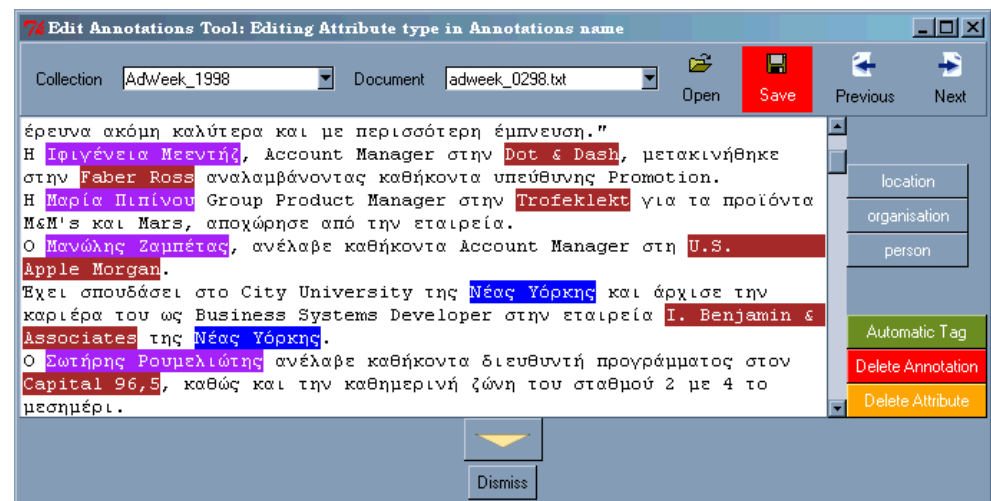 Edit Annotations Tool: Editing Attribute type in Annotations name
Collection AdWeek_1998 Document adweek_0298.txt Open Save Previous Next
έρευνα ακόμη καλύτερα και με περισσότερη έμπνευση."
Η Ιφιγένεια Μεεντήζ, Account Manager στην Dot & Dash, μετακινήθηκε
στην Faber Ross αναλαμβάνοντας καθήκοντα υπεύθυνης Promotion.
Η Μαρία Πιπίνου Group Product Manager στην Trofeklekt για τα προϊόντα
M&M's και Mars, αποχώρησε από την εταιρεία.
Ο Μανώλης Ζαμπέτας, ανέλαβε καθήκοντα Account Manager στη U.S.
Apple Morgan.
Έχει σπουδάσει στο City University της Νέας Υόρκης και άρχισε την
καριέρα του ως Business Systems Developer στην εταιρεία I. Benjamin &
Associates της Νέας Υόρκης.
Ο Σωτήρης Ρουμελιώτης ανέλαβε καθήκοντα διευθυντή προγράμματος στον
Capital 96,5, καθώς και την καθημερινή ζώνη του σταθμού 2 με 4 το
μεσημέρι.
location
organisation
person
Automatic Tag
Delete Annotation
Delete Attribute
Dismiss